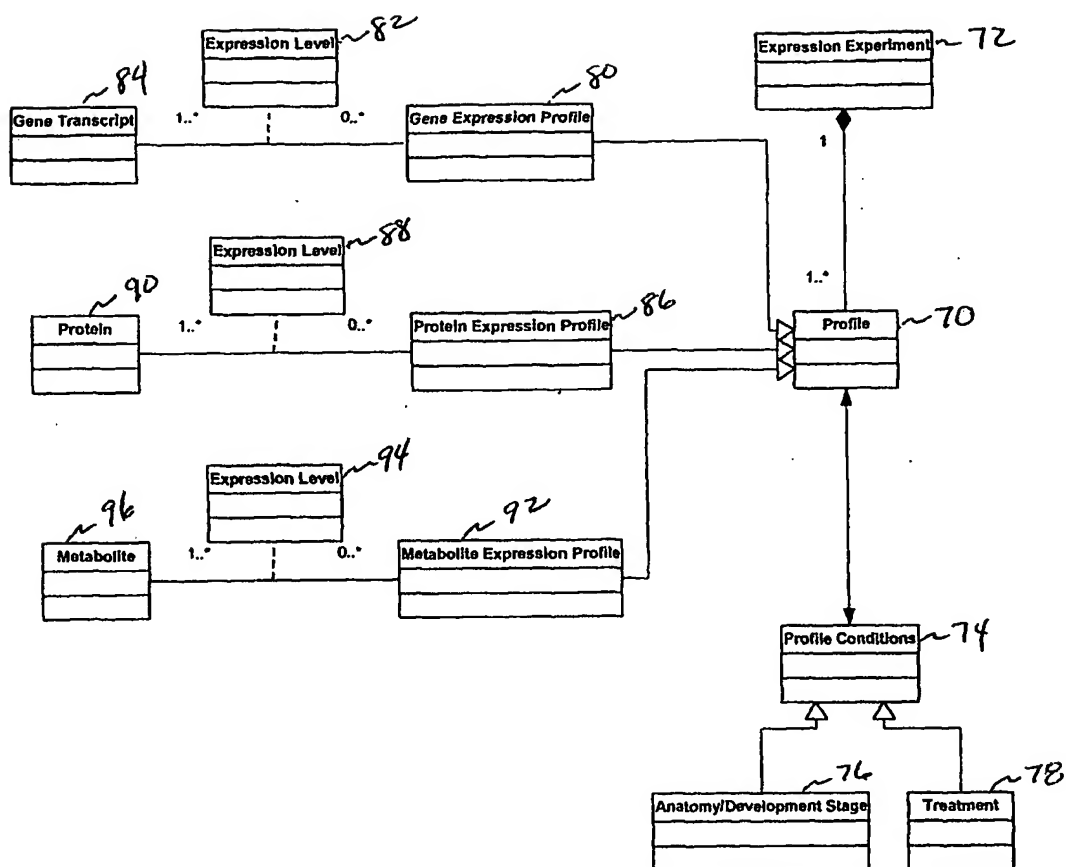 Expression Level 82
Expression Experiment 72
84
Gene Transcript
1..* 0..*
80
Gene Expression Profile
1
Expression Level 88
90
Protein
1..* 0..*
86
Protein Expression Profile
1..*
Profile 70
Expression Level 94
96
Metabolite
1..* 0..*
92
Metabolite Expression Profile
Profile Conditions 74
76
Anatomy/Development Stage
78
Treatment